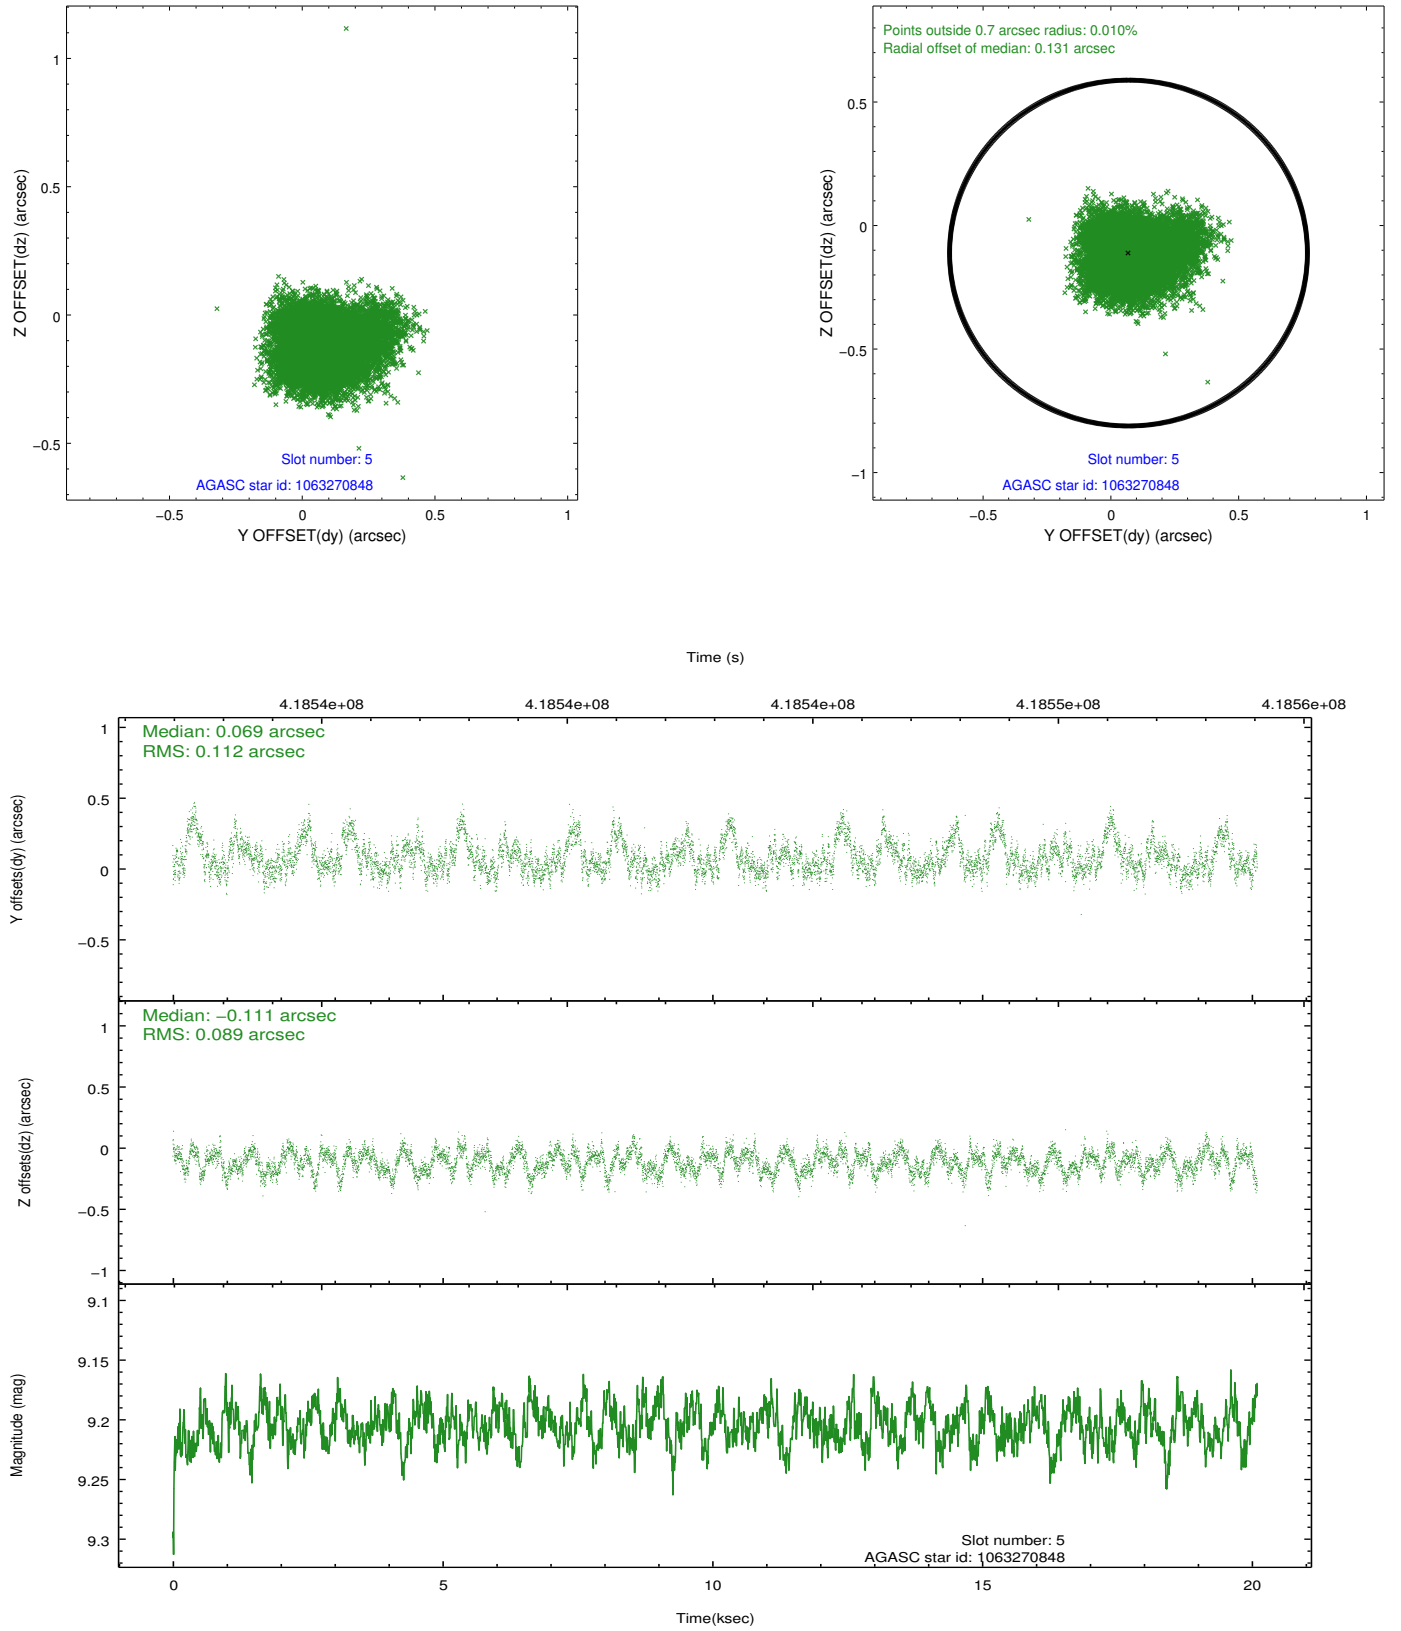 1
0.5
0
−0.5
Z OFFSET(dz) (arcsec)
Slot number: 5
AGASC star id: 1063270848
−0.5
0
0.5
1
Y OFFSET(dy) (arcsec)
Points outside 0.7 arcsec radius: 0.010%
Radial offset of median: 0.131 arcsec
0.5
0
−0.5
−1
Z OFFSET(dz) (arcsec)
Slot number: 5
AGASC star id: 1063270848
−0.5
0
0.5
1
Y OFFSET(dy) (arcsec)
Time (s)
4.1854e+08
4.1854e+08
4.1854e+08
4.1855e+08
4.1856e+08
Median: 0.069 arcsec
RMS: 0.112 arcsec
1
0.5
0
−0.5
Y offsets(dy) (arcsec)
Median: −0.111 arcsec
RMS: 0.089 arcsec
1
0.5
0
−0.5
−1
Z offsets(dz) (arcsec)
9.1
9.15
9.2
9.25
9.3
Magnitude (mag)
Slot number: 5
AGASC star id: 1063270848
0
5
10
15
20
Time(ksec)